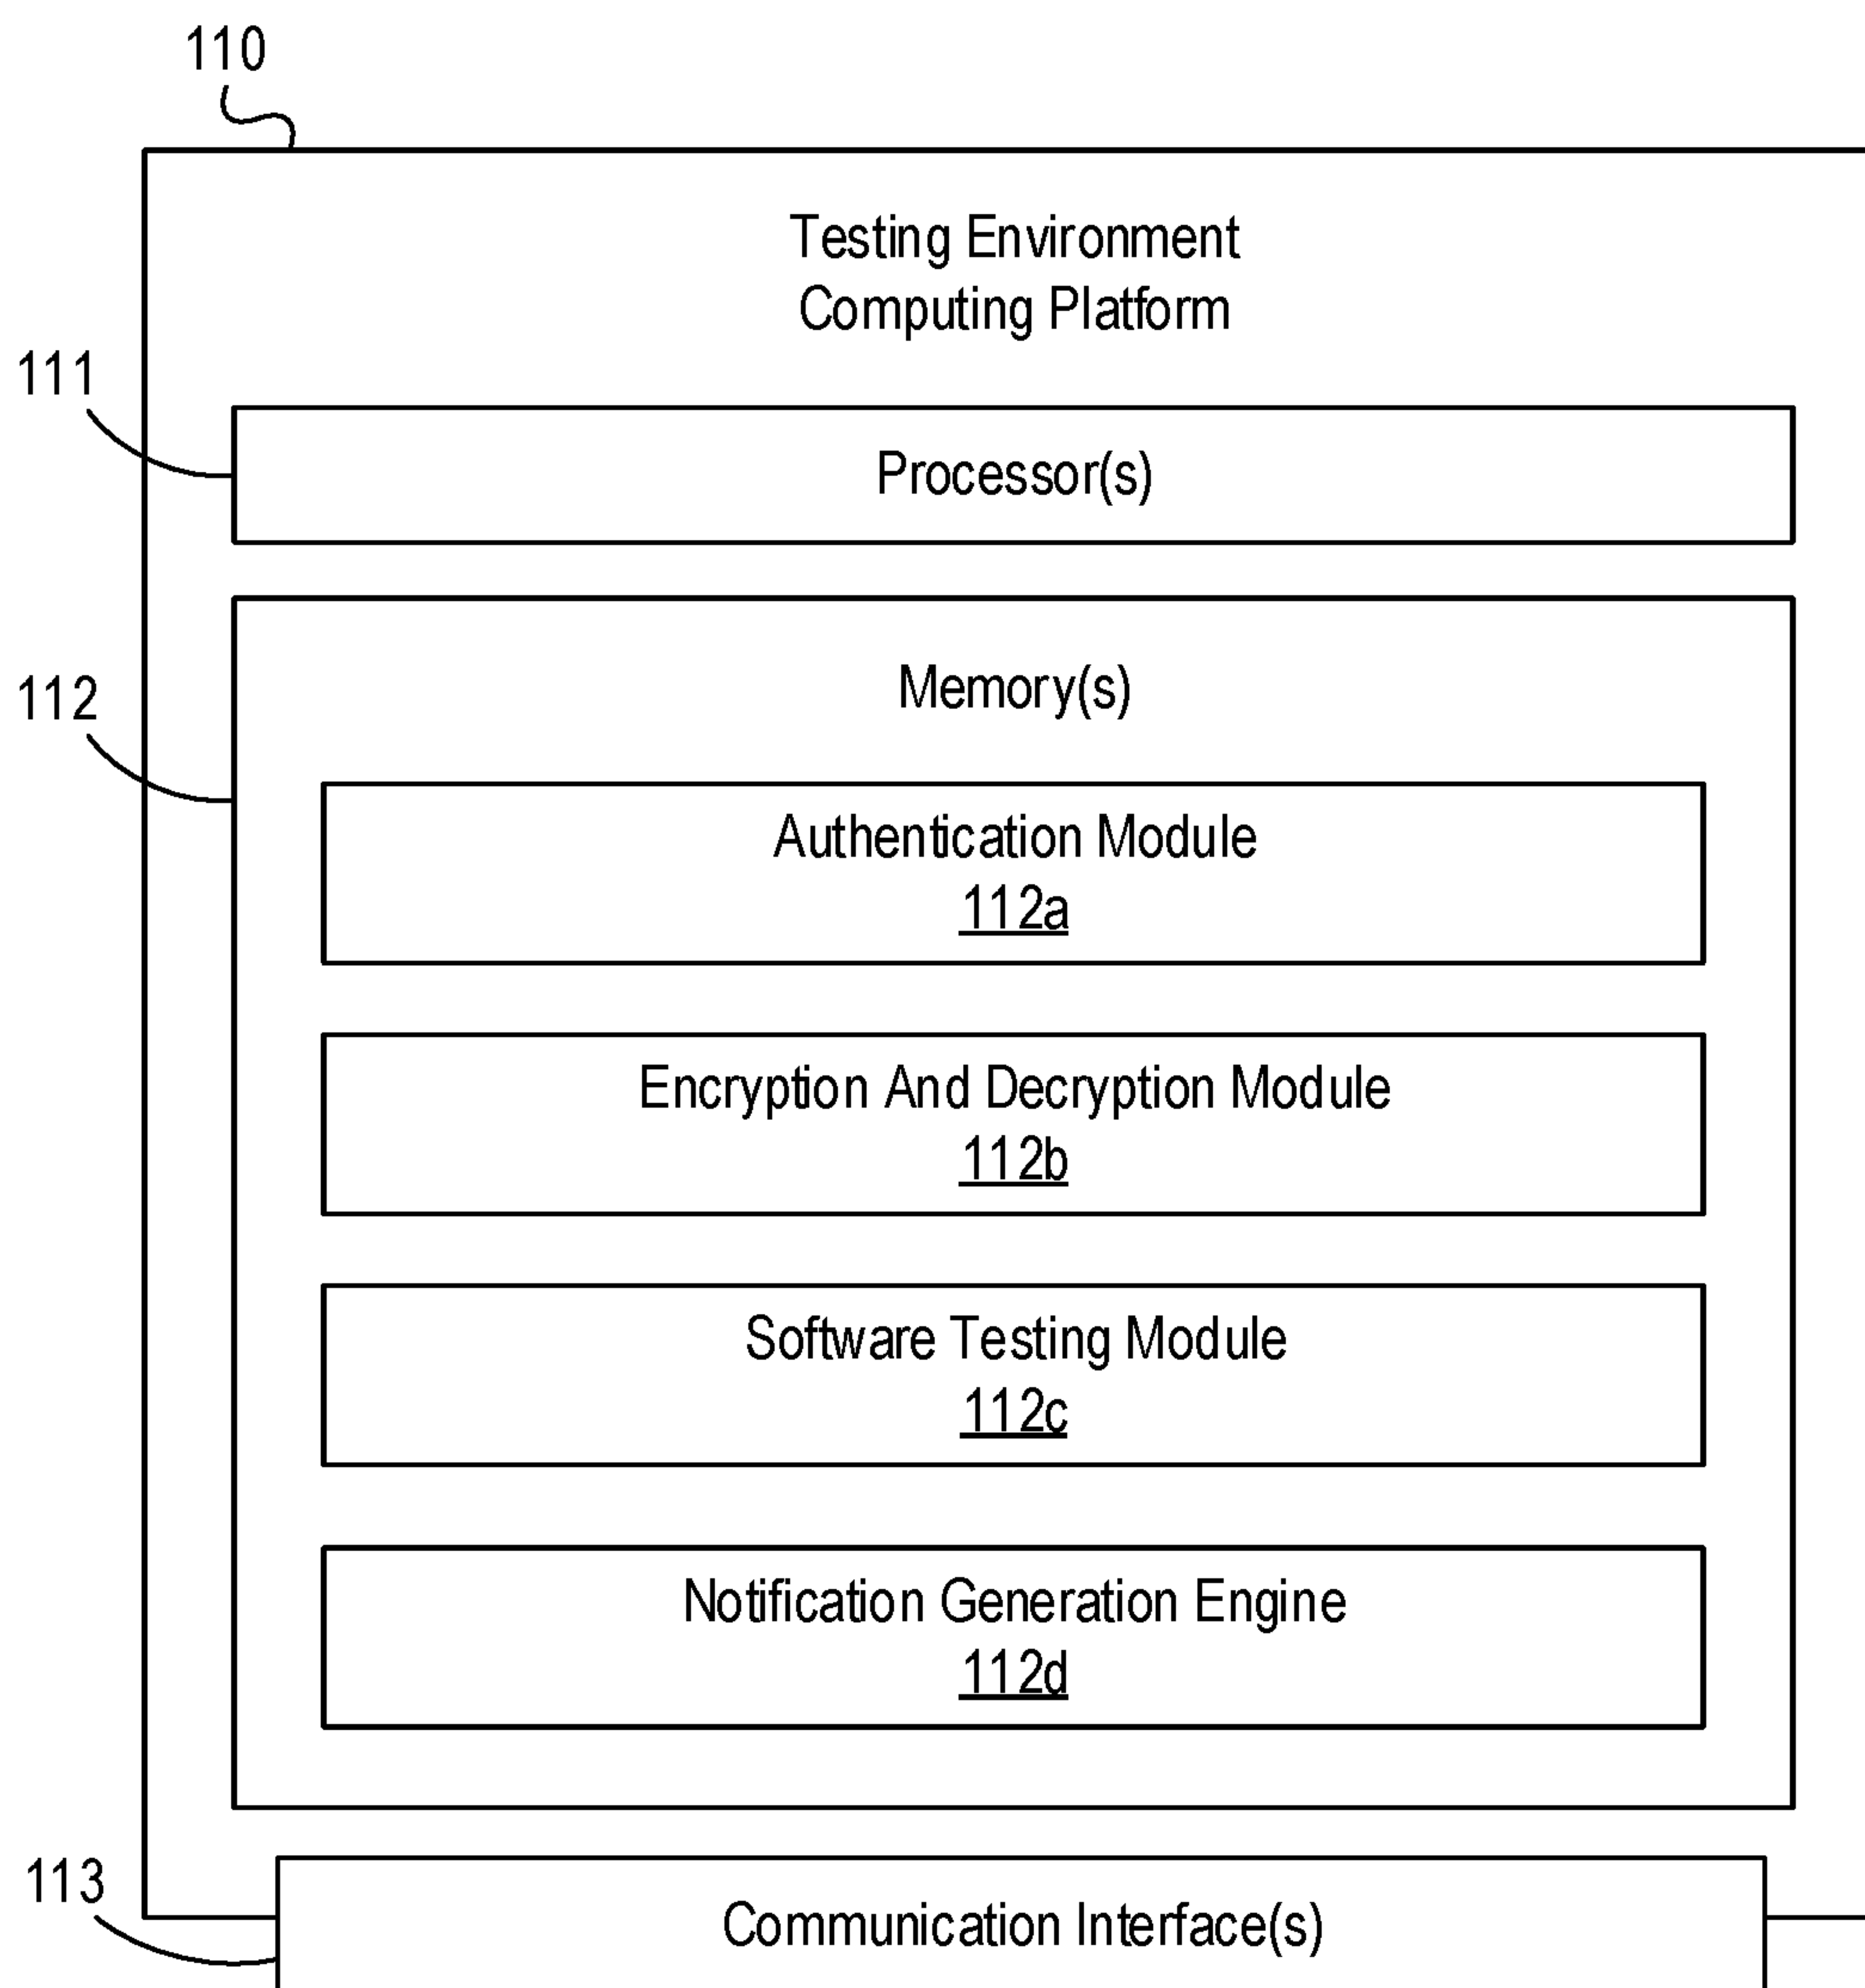 110
Testing Environment
Computing Platform
111
Processor(s)
112
Memory(s)
Authentication Module
112a
Encryption And Decryption Module
112b
Software Testing Module
112c
Notification Generation Engine
112d
113
Communication Interface(s)